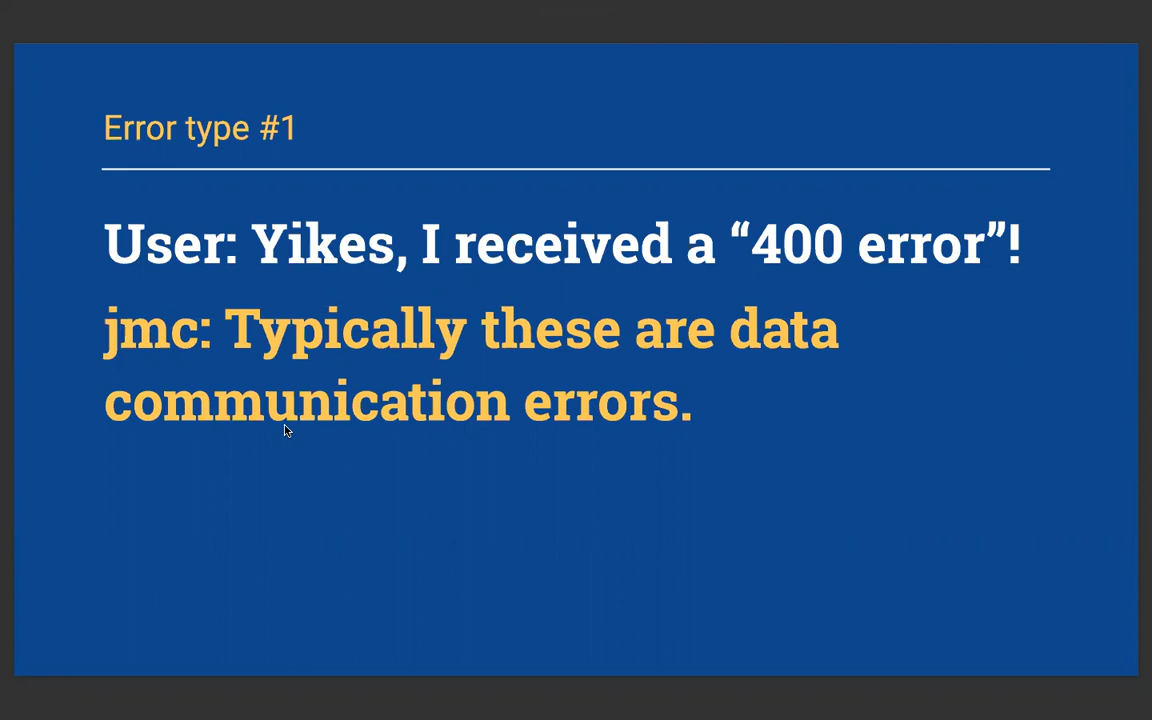 Error type #1
User: Yikes, I received a “400 error”!
jmc: Typically these are data
communication errors.